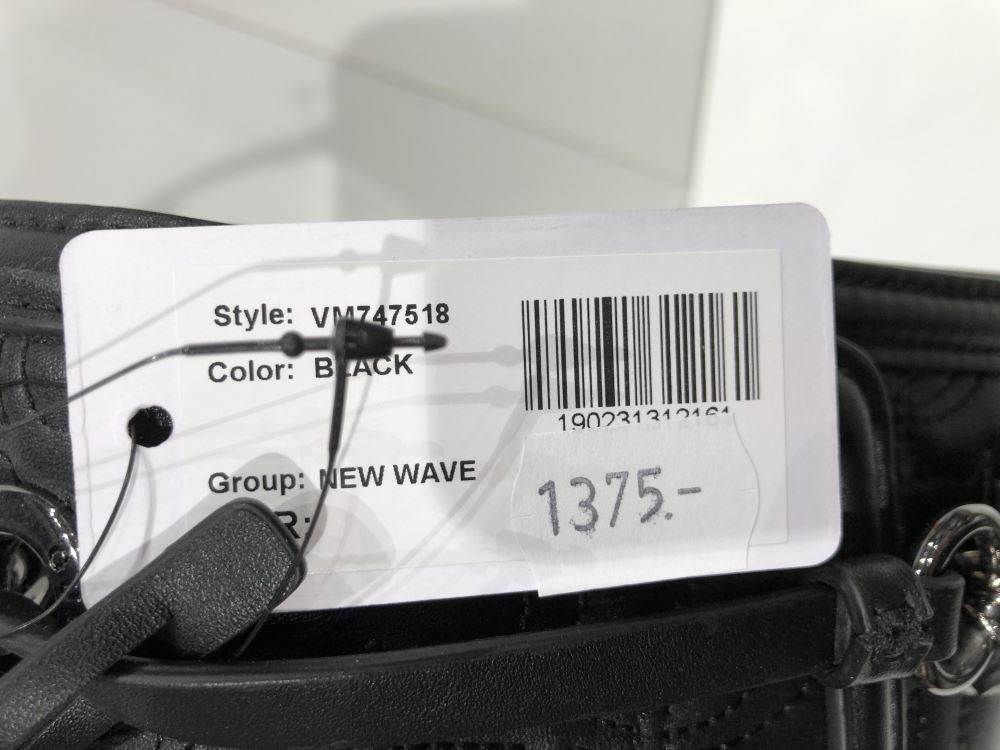 Style: VM747518
Color: BLACK
190231312161
Group: NEW WAVE
1375.-